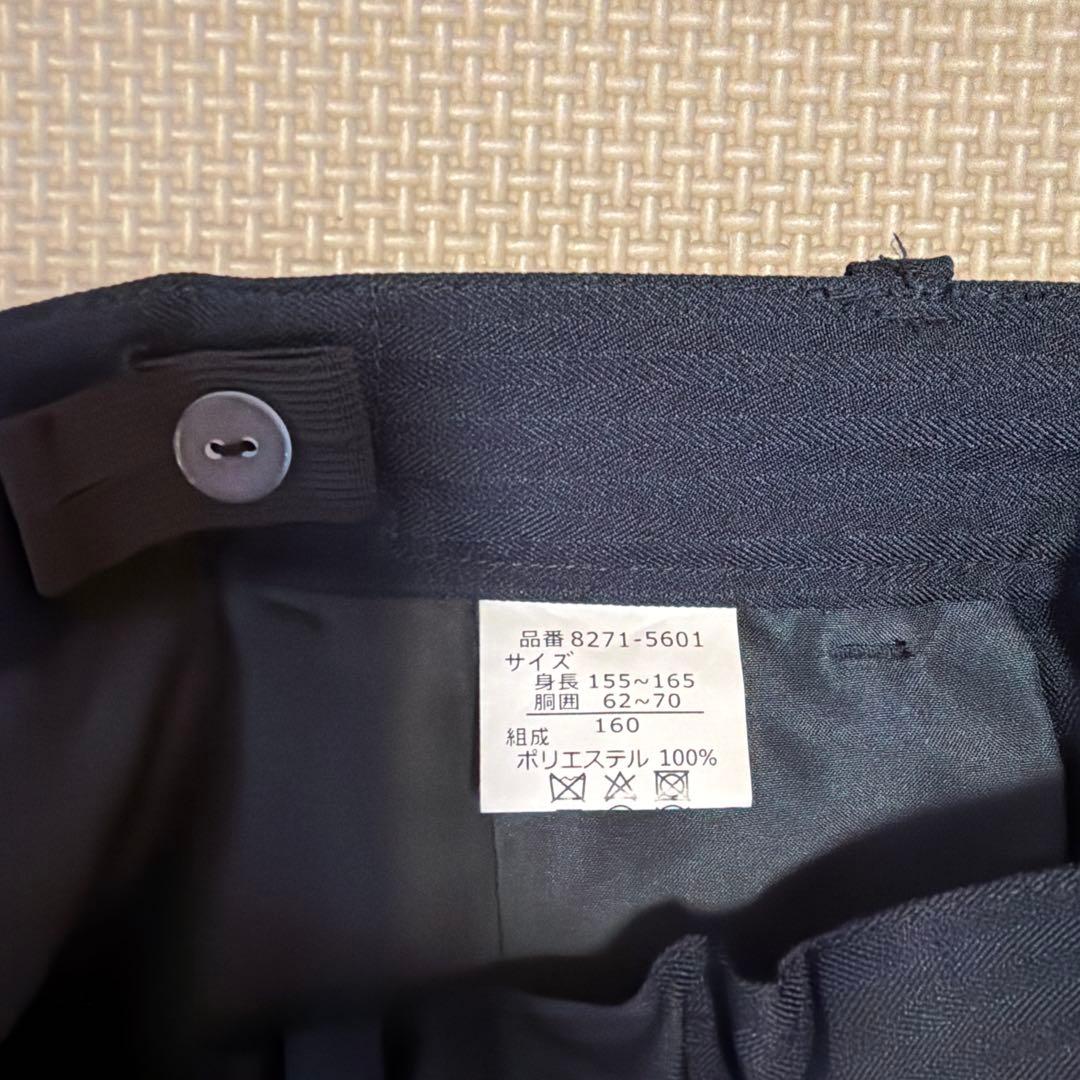 品番 8271-5601
サイズ
身長 155~165
胴囲 62~70
160
組成
ポリエステル 100%